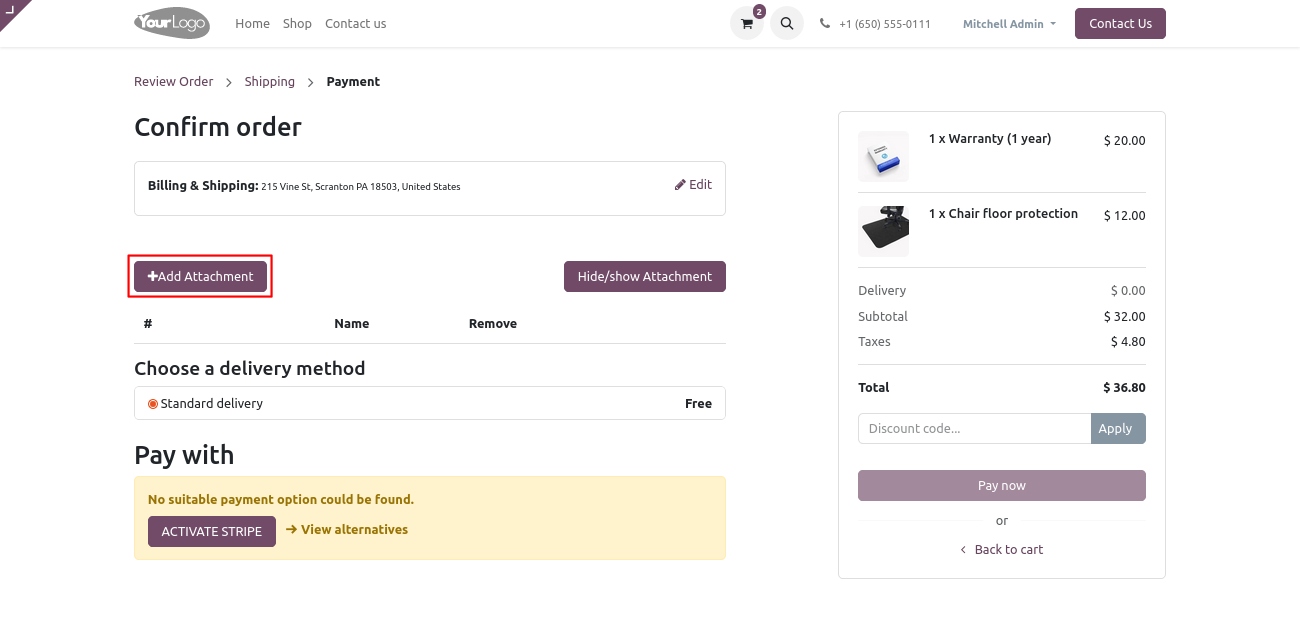 YourLogo
Home Shop Contact us
2
+1 (650) 555-0111
Mitchell Admin
Contact Us
Review Order > Shipping > Payment
Confirm order
Billing & Shipping: 215 Vine St, Scranton PA 18503, United States
Edit
+Add Attachment
Hide/show Attachment
# Name Remove
Choose a delivery method
Standard delivery Free
Pay with
No suitable payment option could be found.
ACTIVATE STRIPE → View alternatives
1 x Warranty (1 year) $ 20.00
1 x Chair floor protection $ 12.00
Delivery $ 0.00
Subtotal $ 32.00
Taxes $ 4.80
Total $ 36.80
Discount code... Apply
Pay now
or
< Back to cart